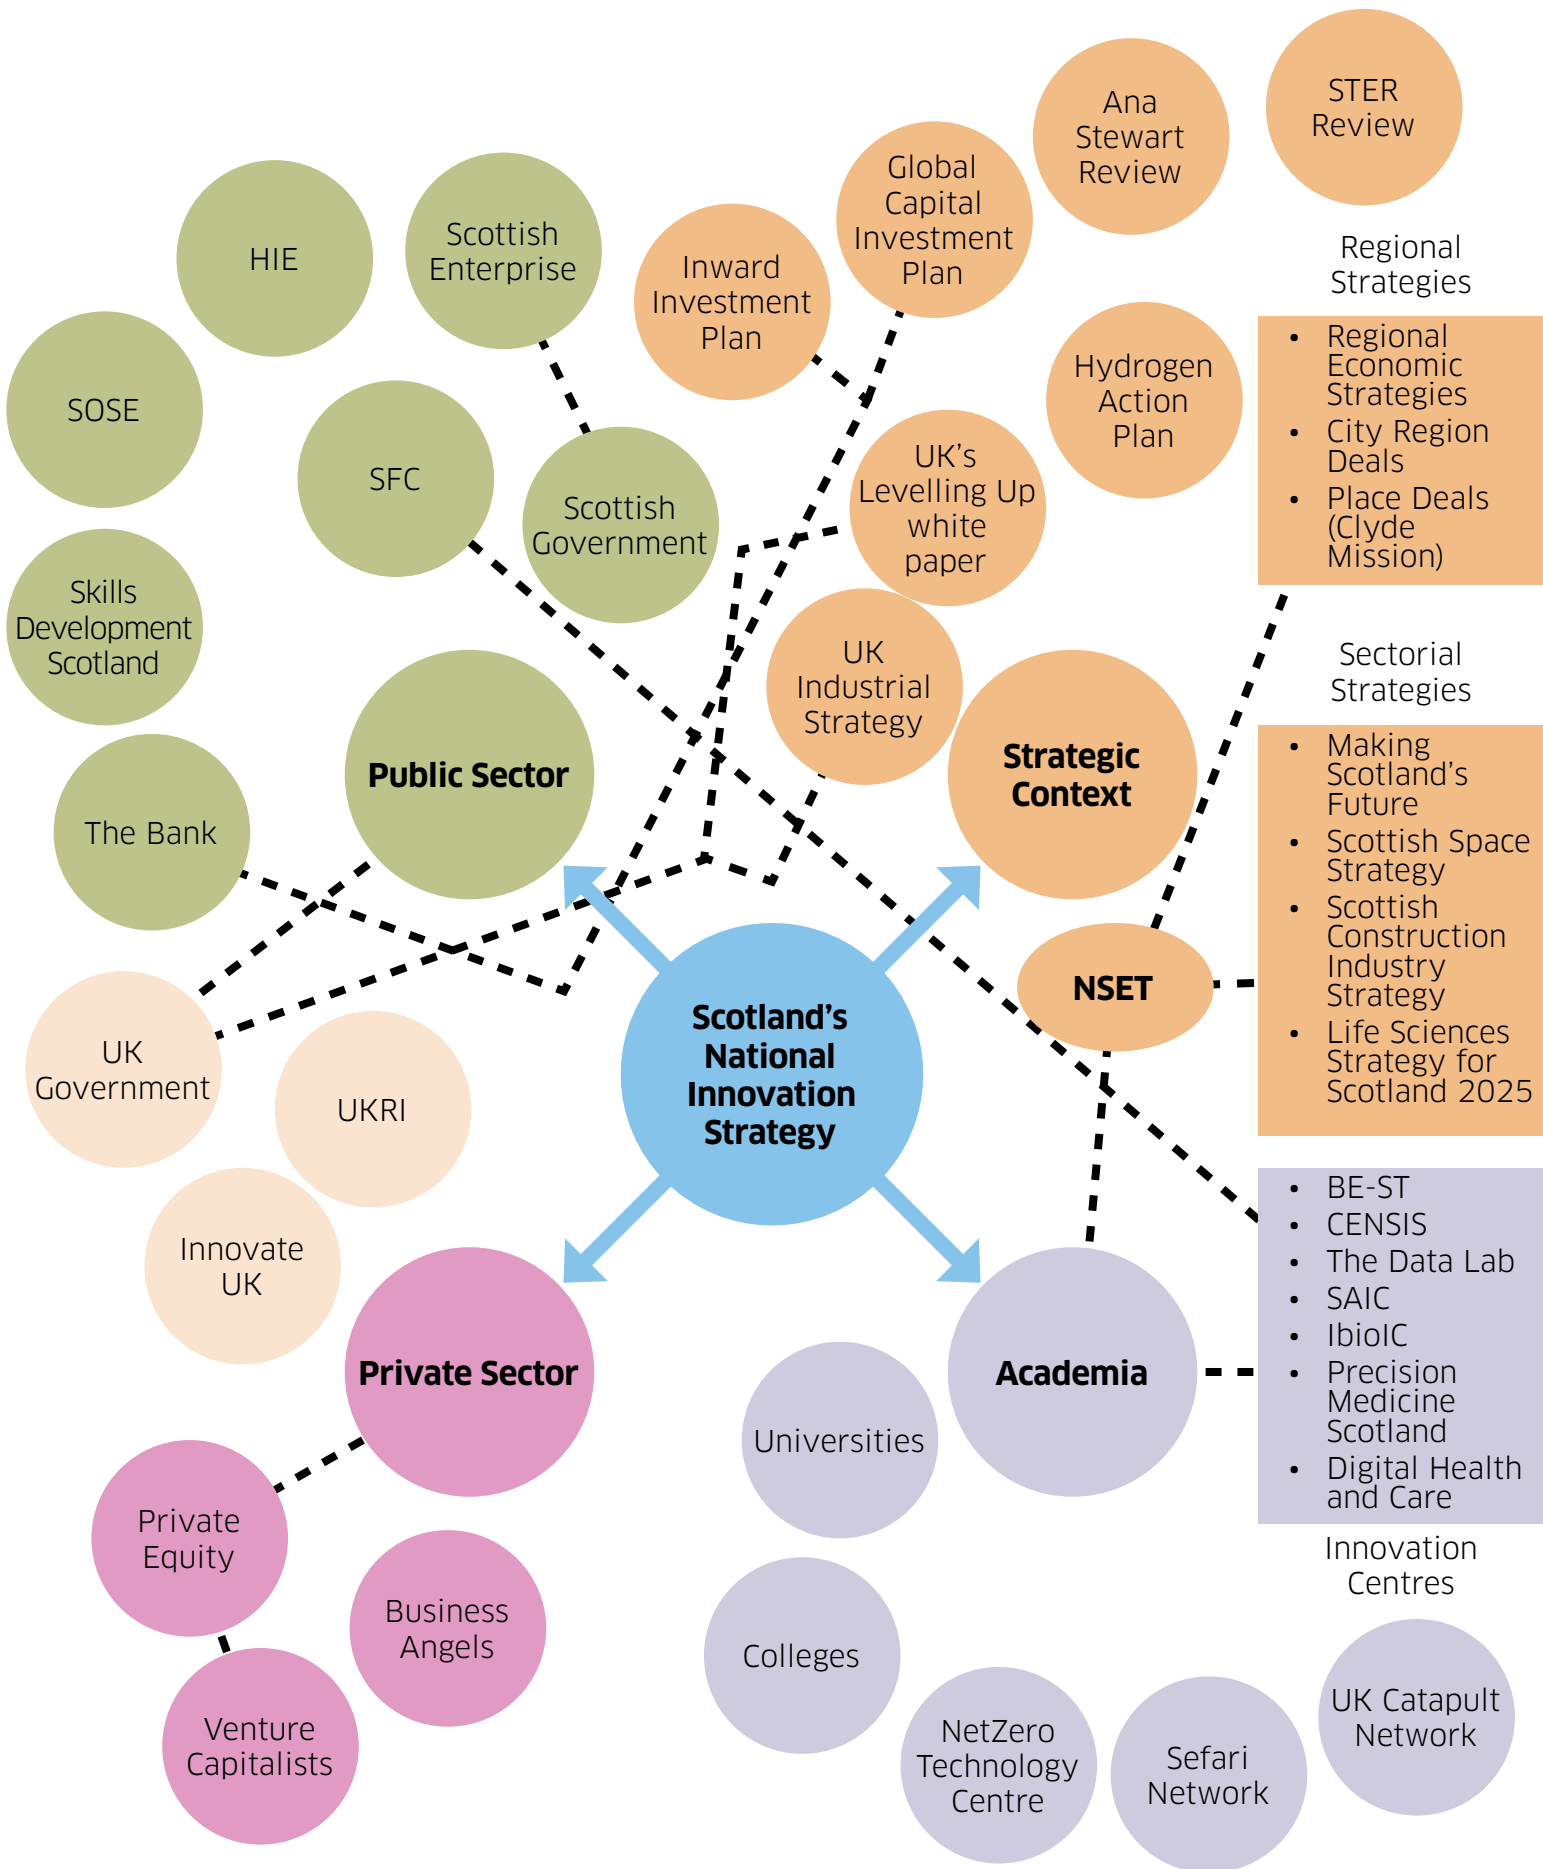 Ana
Stewart
Review
STER
Review
Global
Capital
Investment
Plan
Scottish
Enterprise
HIE
Inward
Investment
Plan
Regional
Strategies
• Regional
Economic
Strategies
• City Region
Deals
• Place Deals
(Clyde
Mission)
Hydrogen
Action
Plan
SOSE
SFC
UK's
Levelling Up
white
paper
Scottish
Government
Skills
Development
Scotland
UK
Industrial
Strategy
Sectorial
Strategies
• Making
Scotland's
Future
• Scottish Space
Strategy
• Scottish
Construction
Industry
Strategy
• Life Sciences
Strategy for
Scotland 2025
Public Sector
Strategic
Context
The Bank
NSET
Scotland's
National
Innovation
Strategy
UK
Government
UKRI
Innovate
UK
• BE-ST
• CENSIS
• The Data Lab
• SAIC
• IbioIC
• Precision
Medicine
Scotland
• Digital Health
and Care
Innovation
Centres
Private Sector
Academia
Universities
Private
Equity
Business
Angels
Colleges
Venture
Capitalists
NetZero
Technology
Centre
Sefari
Network
UK Catapult
Network